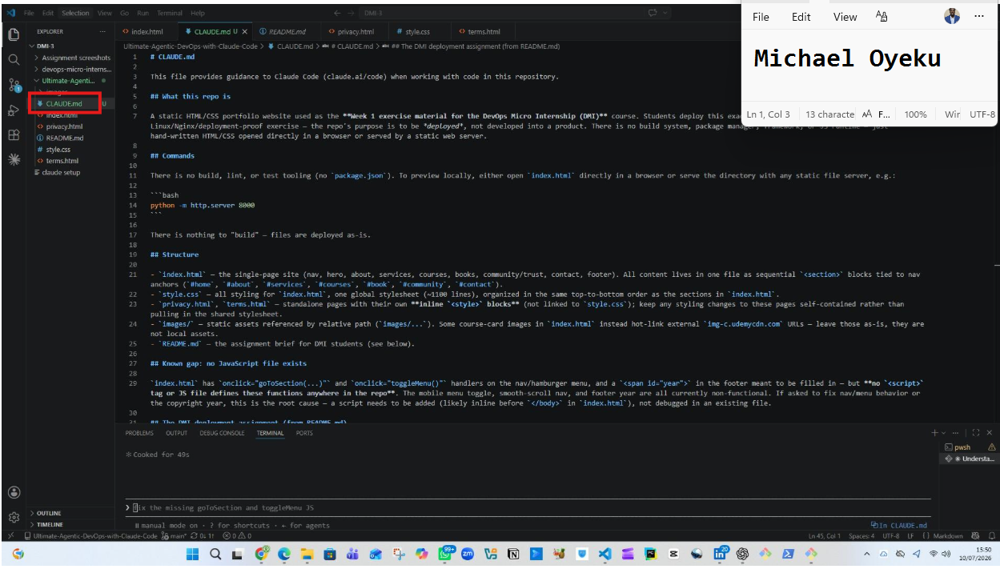 File Edit Selection View Go Run Terminal Help
DMI-3
File Edit View
Michael Oyeku
Ln 1, Col 3 13 characte F... 100% Wir UTF-8
EXPLORER
DMI-3
Assignment screeshots
devops-micro-interns...
Ultimate-Agenti...
images
CLAUDE.md U
index.html
privacy.html
README.md
style.css
terms.html
claude setup
OUTLINE
TIMELINE
index.html CLAUDE.md U README.md privacy.html style.css terms.html
Ultimate-Agentic-DevOps-with-Claude-Code > CLAUDE.md > # CLAUDE.md > ## The DMI deployment assignment (from README.md)
1 # CLAUDE.md
2
3 This file provides guidance to Claude Code (claude.ai/code) when working with code in this repository.
4
5 ## What this repo is
6
7 A static HTML/CSS portfolio website used as the **Week 1 exercise material for the DevOps Micro Internship (DMI)** course. Students deploy this exac
Linux/Nginx/deployment-proof exercise — the repo's purpose is to be *deployed*, not developed into a product. There is no build system, package manager, framework, or JS runtime — just
hand-written HTML/CSS opened directly in a browser or served by a static web server.
8
9 ## Commands
10
11 There is no build, lint, or test tooling (no `package.json`). To preview locally, either open `index.html` directly in a browser or serve the directory with any static file server, e.g.:
12
13 ```bash
14 python -m http.server 8000
15 ```
16
17 There is nothing to "build" — files are deployed as-is.
18
19 ## Structure
20
21 - `index.html` — the single-page site (nav, hero, about, services, courses, books, community/trust, contact, footer). All content lives in one file as sequential `<section>` blocks tied to nav
anchors (`#home`, `#about`, `#services`, `#courses`, `#book`, `#community`, `#contact`).
22 - `style.css` — all styling for `index.html`, one global stylesheet (~1100 lines), organized in the same top-to-bottom order as the sections in `index.html`.
23 - `privacy.html`, `terms.html` — standalone pages with their own **inline `<style>` blocks** (not linked to `style.css`); keep any styling changes to these pages self-contained rather than
pulling in the shared stylesheet.
24 - `images/` — static assets referenced by relative path (`images/...`). Some course-card images in `index.html` instead hot-link external `img-c.udemycdn.com` URLs — leave those as-is, they are
not local assets.
25 - `README.md` — the assignment brief for DMI students (see below).
26
27 ## Known gap: no JavaScript file exists
28
29 `index.html` has `onclick="goToSection(...)"` and `onclick="toggleMenu()"` handlers on the nav/hamburger menu, and a `<span id="year">` in the footer meant to be filled in — but **no `<script>`
tag or JS file defines these functions anywhere in the repo**. The mobile menu toggle, smooth-scroll nav, and footer year are all currently non-functional. If asked to fix nav/menu behavior or
the copyright year, this is the root cause — a script needs to be added (likely inline before `</body>` in `index.html`), not debugged in an existing file.
30
31 ## The DMI deployment assignment (from README.md)
PROBLEMS OUTPUT DEBUG CONSOLE TERMINAL PORTS
pwsh
Understa...
Cooked for 49s
fix the missing goToSection and toggleMenu JS
manual mode on · ? for shortcuts · ← for agents
In CLAUDE.md
Ultimate-Agentic-DevOps-with-Claude-Code main* 0↓ 1↑ 0 0
Ln 45, Col 1 Spaces: 4 UTF-8 LF Markdown
99+
20
15:50
10/07/2026